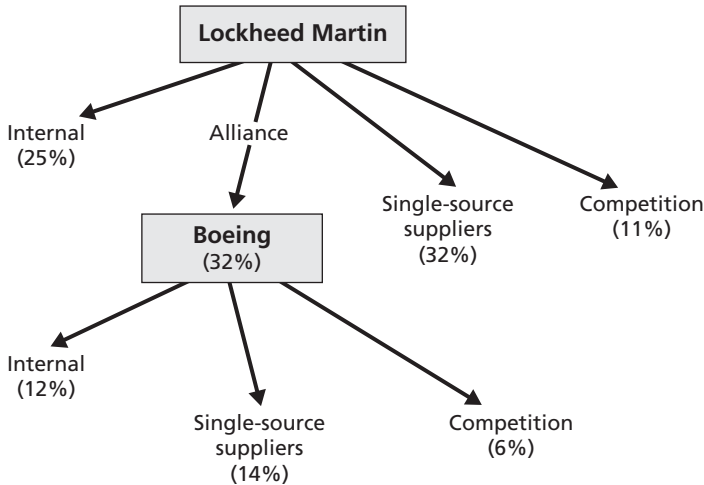 Lockheed Martin
Internal
(25%)
Alliance
Single-source
suppliers
(32%)
Competition
(11%)
Boeing
(32%)
Internal
(12%)
Single-source
suppliers
(14%)
Competition
(6%)